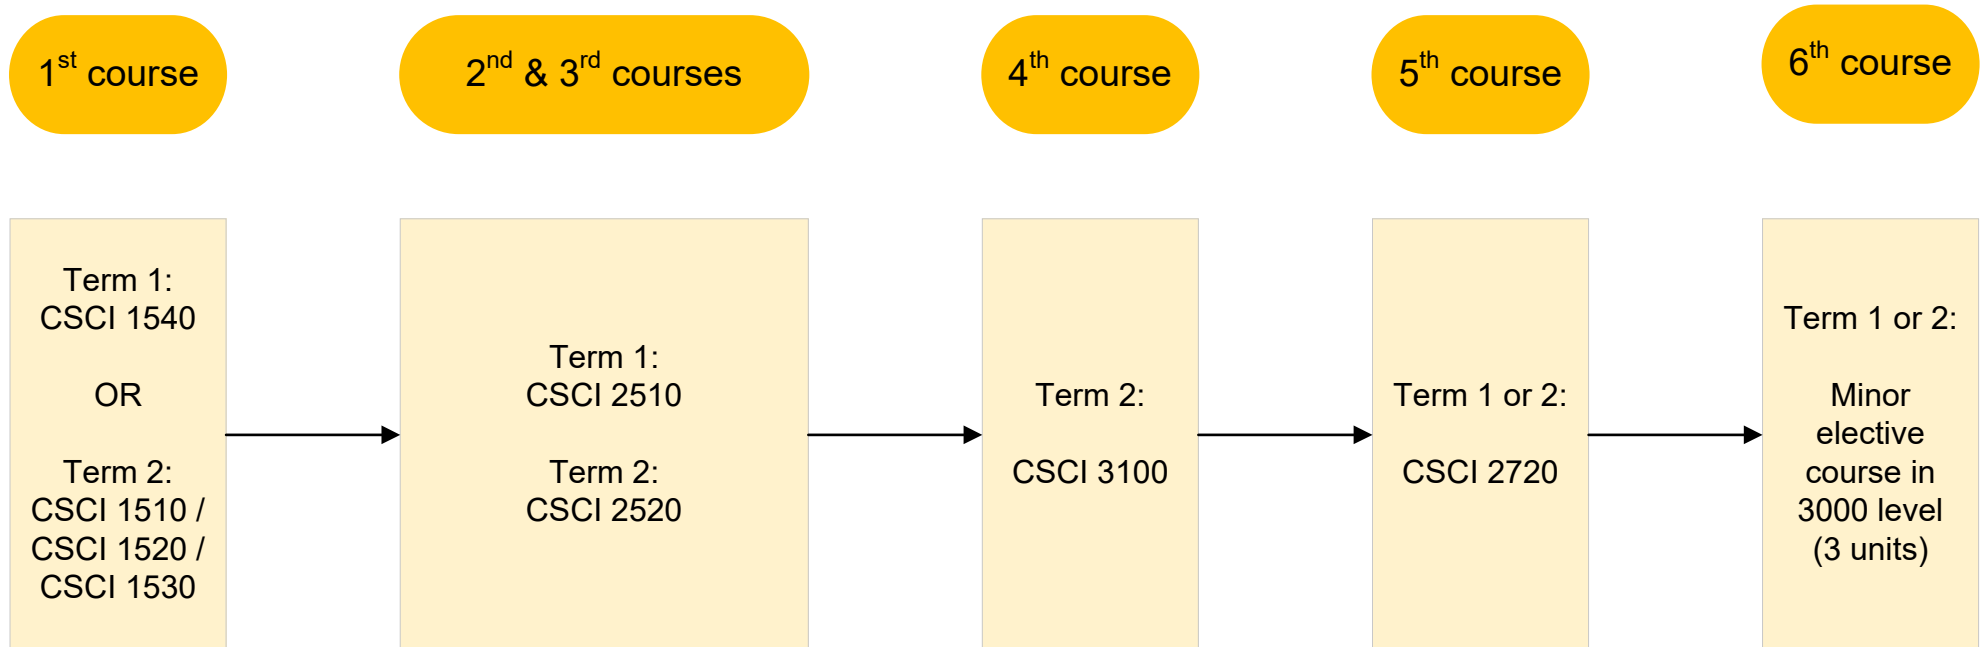 1st course
2nd & 3rd courses
4th course
5th course
6th course
Term 1:
CSCI 1540
OR
Term 2:
CSCI 1510 /
CSCI 1520 /
CSCI 1530
Term 1:
CSCI 2510
Term 2:
CSCI 2520
Term 2:
CSCI 3100
Term 1 or 2:
CSCI 2720
Term 1 or 2:
Minor
elective
course in
3000 level
(3 units)